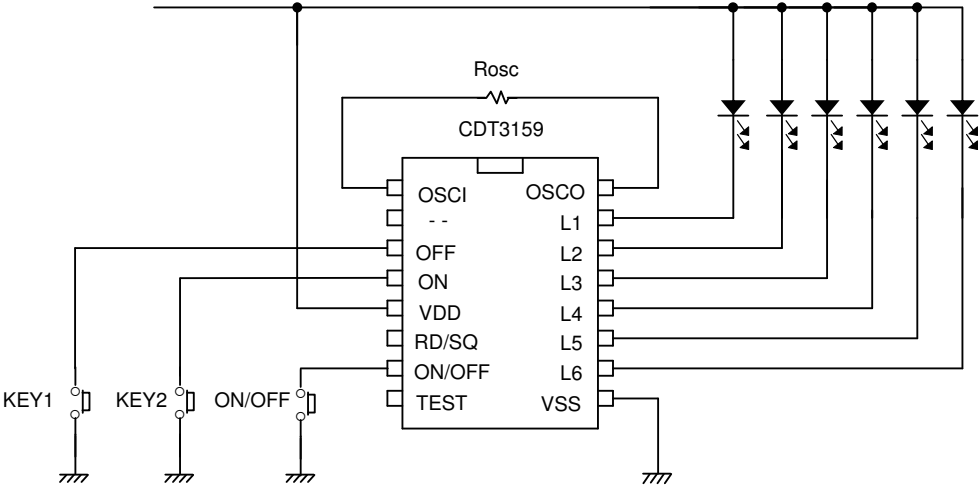 Rosc
CDT3159
OSCI OSCO
- - L1
OFF L2
ON L3
VDD L4
RD/SQ L5
ON/OFF L6
TEST VSS
KEY1 KEY2 ON/OFF